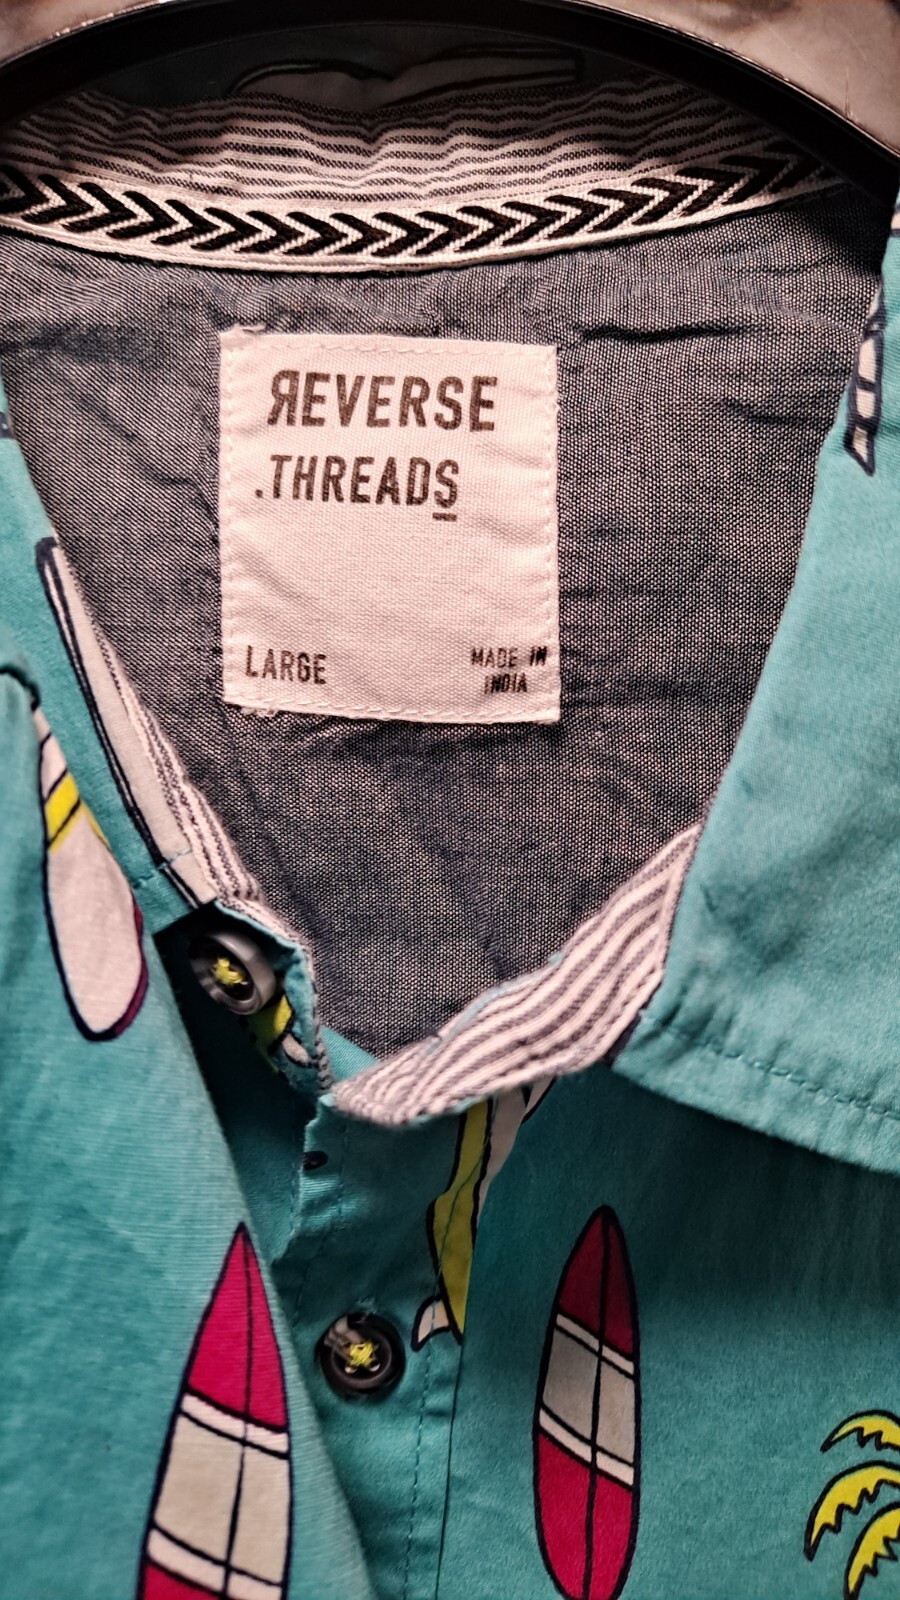 ЯEVERSE
.THREADS
LARGE
MADE IN
INDIA